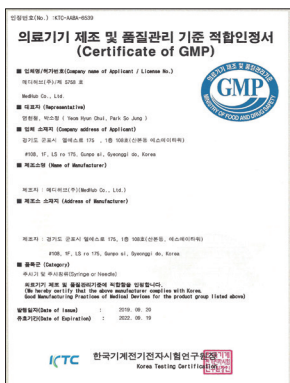 인정번호(No.) :KTC-AABA-6539
의료기기 제조 및 품질관리 기준 적합인정서
(Certificate of GMP)
■ 업체명/허가번호(Company name of Applicant / License No.)
메디허브(주)/제 5758 호
MedHub Co., Ltd.
■ 대표자 (Representative)
염현철, 박소정 ( Yeom Hyun Chul, Park So Jung )
■ 업체 소재지 (Company address of Applicant)
경기도 군포시 엘에스로 175 , 1층 108호(산본동, 에스에이타워)
#108, 1F, LS ro 175, Gunpo si, Gyeonggi do, Korea
■ 제조소명 (Name of Manufacturer)
제조자 : 메디허브(주)(MedHub Co., Ltd.)
■ 제조소 소재지 (Address of Manufacturer)
제조자 : 경기도 군포시 엘에스로 175, 1층 108호(산본동, 에스에이타워)
#108, 1F, LS ro 175, Gunpo si, Gyeonggi do, Korea
■ 품목군 (Category)
주사기 및 주사침류(Syringe or Needle)
의료기기 제조 및 품질관리기준에 적합함을 인정합니다.
(We hereby certify that the above manufacturer complies with Korea
Good Manufacturing Practices of Medical Devices for the product group listed above)
발행일자(Date of Issue) : 2019. 09. 20
유효기간(Date of Expiration) : 2022. 09. 19
GMP
MINISTRY OF FOOD AND DRUG SAFETY
KTC 한국기계전기전자시험연구원장
Korea Testing Certification